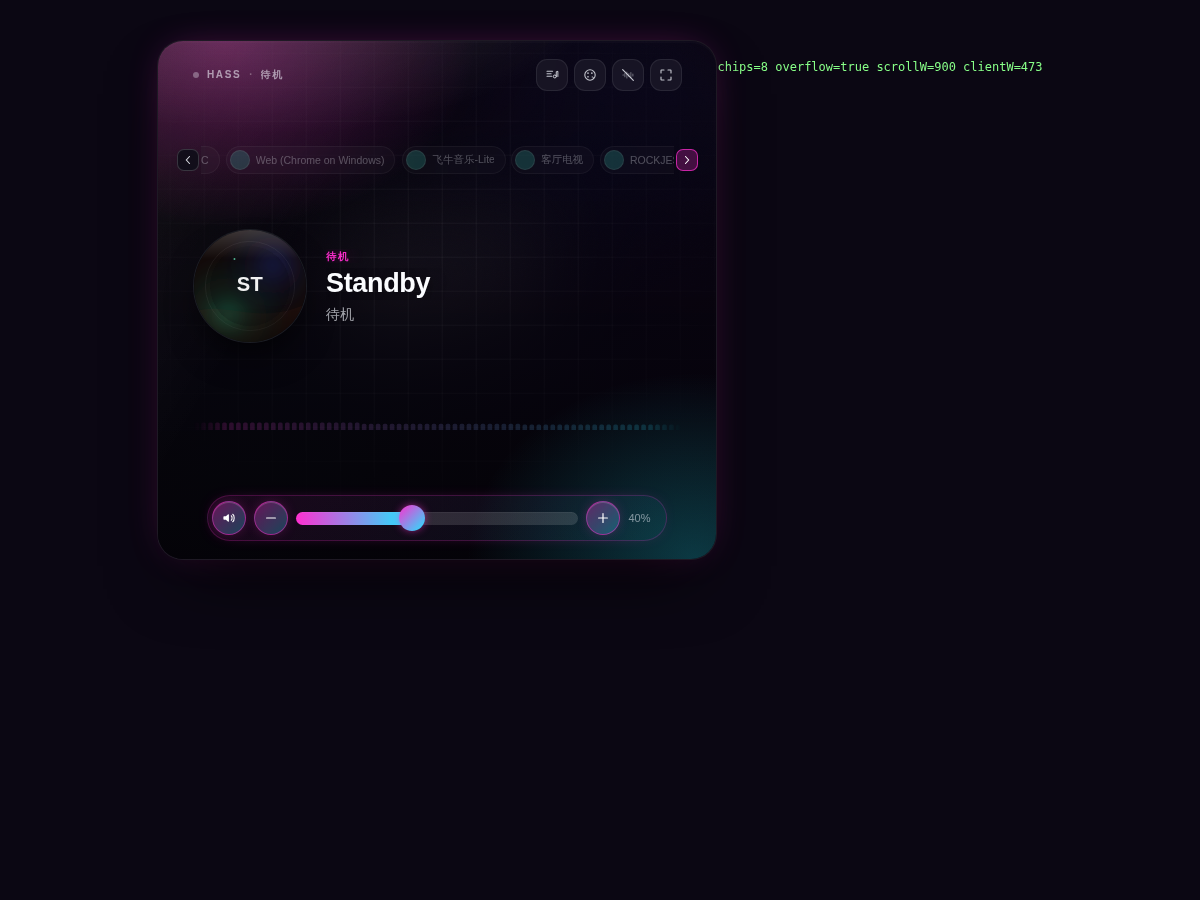 HASS · 待机
chips=8 overflow=true scrollW=900 clientW=473
C
Web (Chrome on Windows)
飞牛音乐-Lite
客厅电视
ROCKJE
待机
ST
Standby
待机
40%